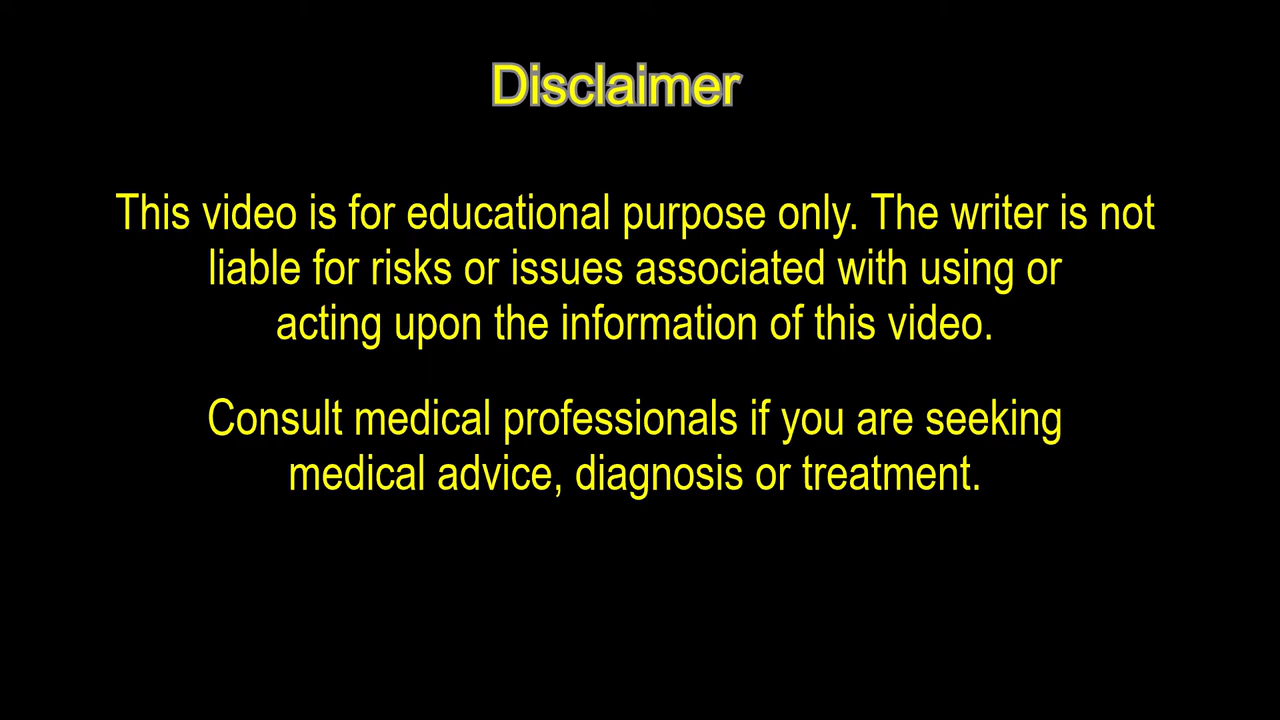 Disclaimer
This video is for educational purpose only. The writer is not
liable for risks or issues associated with using or
acting upon the information of this video.
Consult medical professionals if you are seeking
medical advice, diagnosis or treatment.